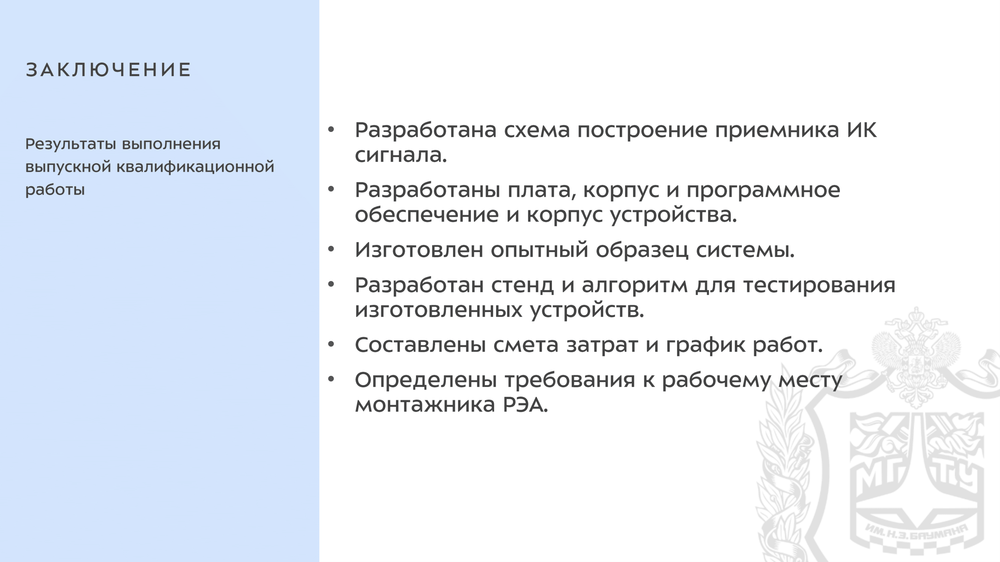 ЗАКЛЮЧЕНИЕ
Результаты выполнения
выпускной квалификационной
работы
• Разработана схема построение приемника ИК
сигнала.
• Разработаны плата, корпус и программное
обеспечение и корпус устройства.
• Изготовлен опытный образец системы.
• Разработан стенд и алгоритм для тестирования
изготовленных устройств.
• Составлены смета затрат и график работ.
• Определены требования к рабочему месту
монтажника РЭА.
МГТУ
ИМ. Н.Э. БАУМАНА